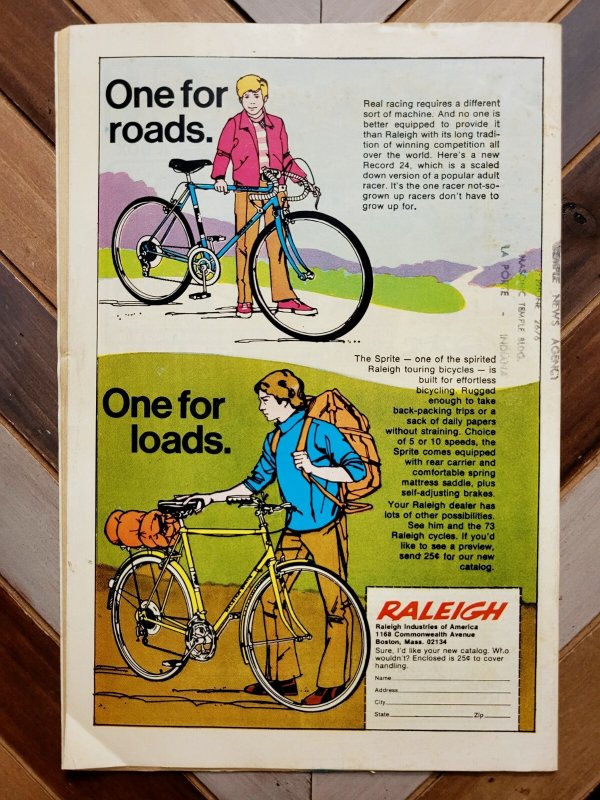 One for
roads.
Real racing requires a different
sort of machine. And no one is
better equipped to provide it
than Raleigh with its long tradi-
tion of winning competition all
over the world. Here's a new
Record 24, which is a scaled
down version of a popular adult
racer. It's the one racer not-so-
grown up racers don't have to
grow up for.
TEMPLE NEWS AGENCY
MASONIC TEMPLE BLDG.
LA PORTE - INDIANA
The Sprite — one of the spirited
Raleigh touring bicycles — is
built for effortless
bicycling. Rugged
enough to take
back-packing trips or a
sack of daily papers
without straining. Choice
of 5 or 10 speeds, the
Sprite comes equipped
with rear carrier and
comfortable spring
mattress saddle, plus
self-adjusting brakes.
Your Raleigh dealer has
lots of other possibilities.
See him and the 73
Raleigh cycles. If you'd
like to see a preview,
send 25¢ for our new
catalog.
One for
loads.
RALEIGH
Raleigh Industries of America
1168 Commonwealth Avenue
Boston, Mass. 02134
Sure, I'd like your new catalog. Who
wouldn't? Enclosed is 25¢ to cover
handling.
Name
Address
City
State Zip